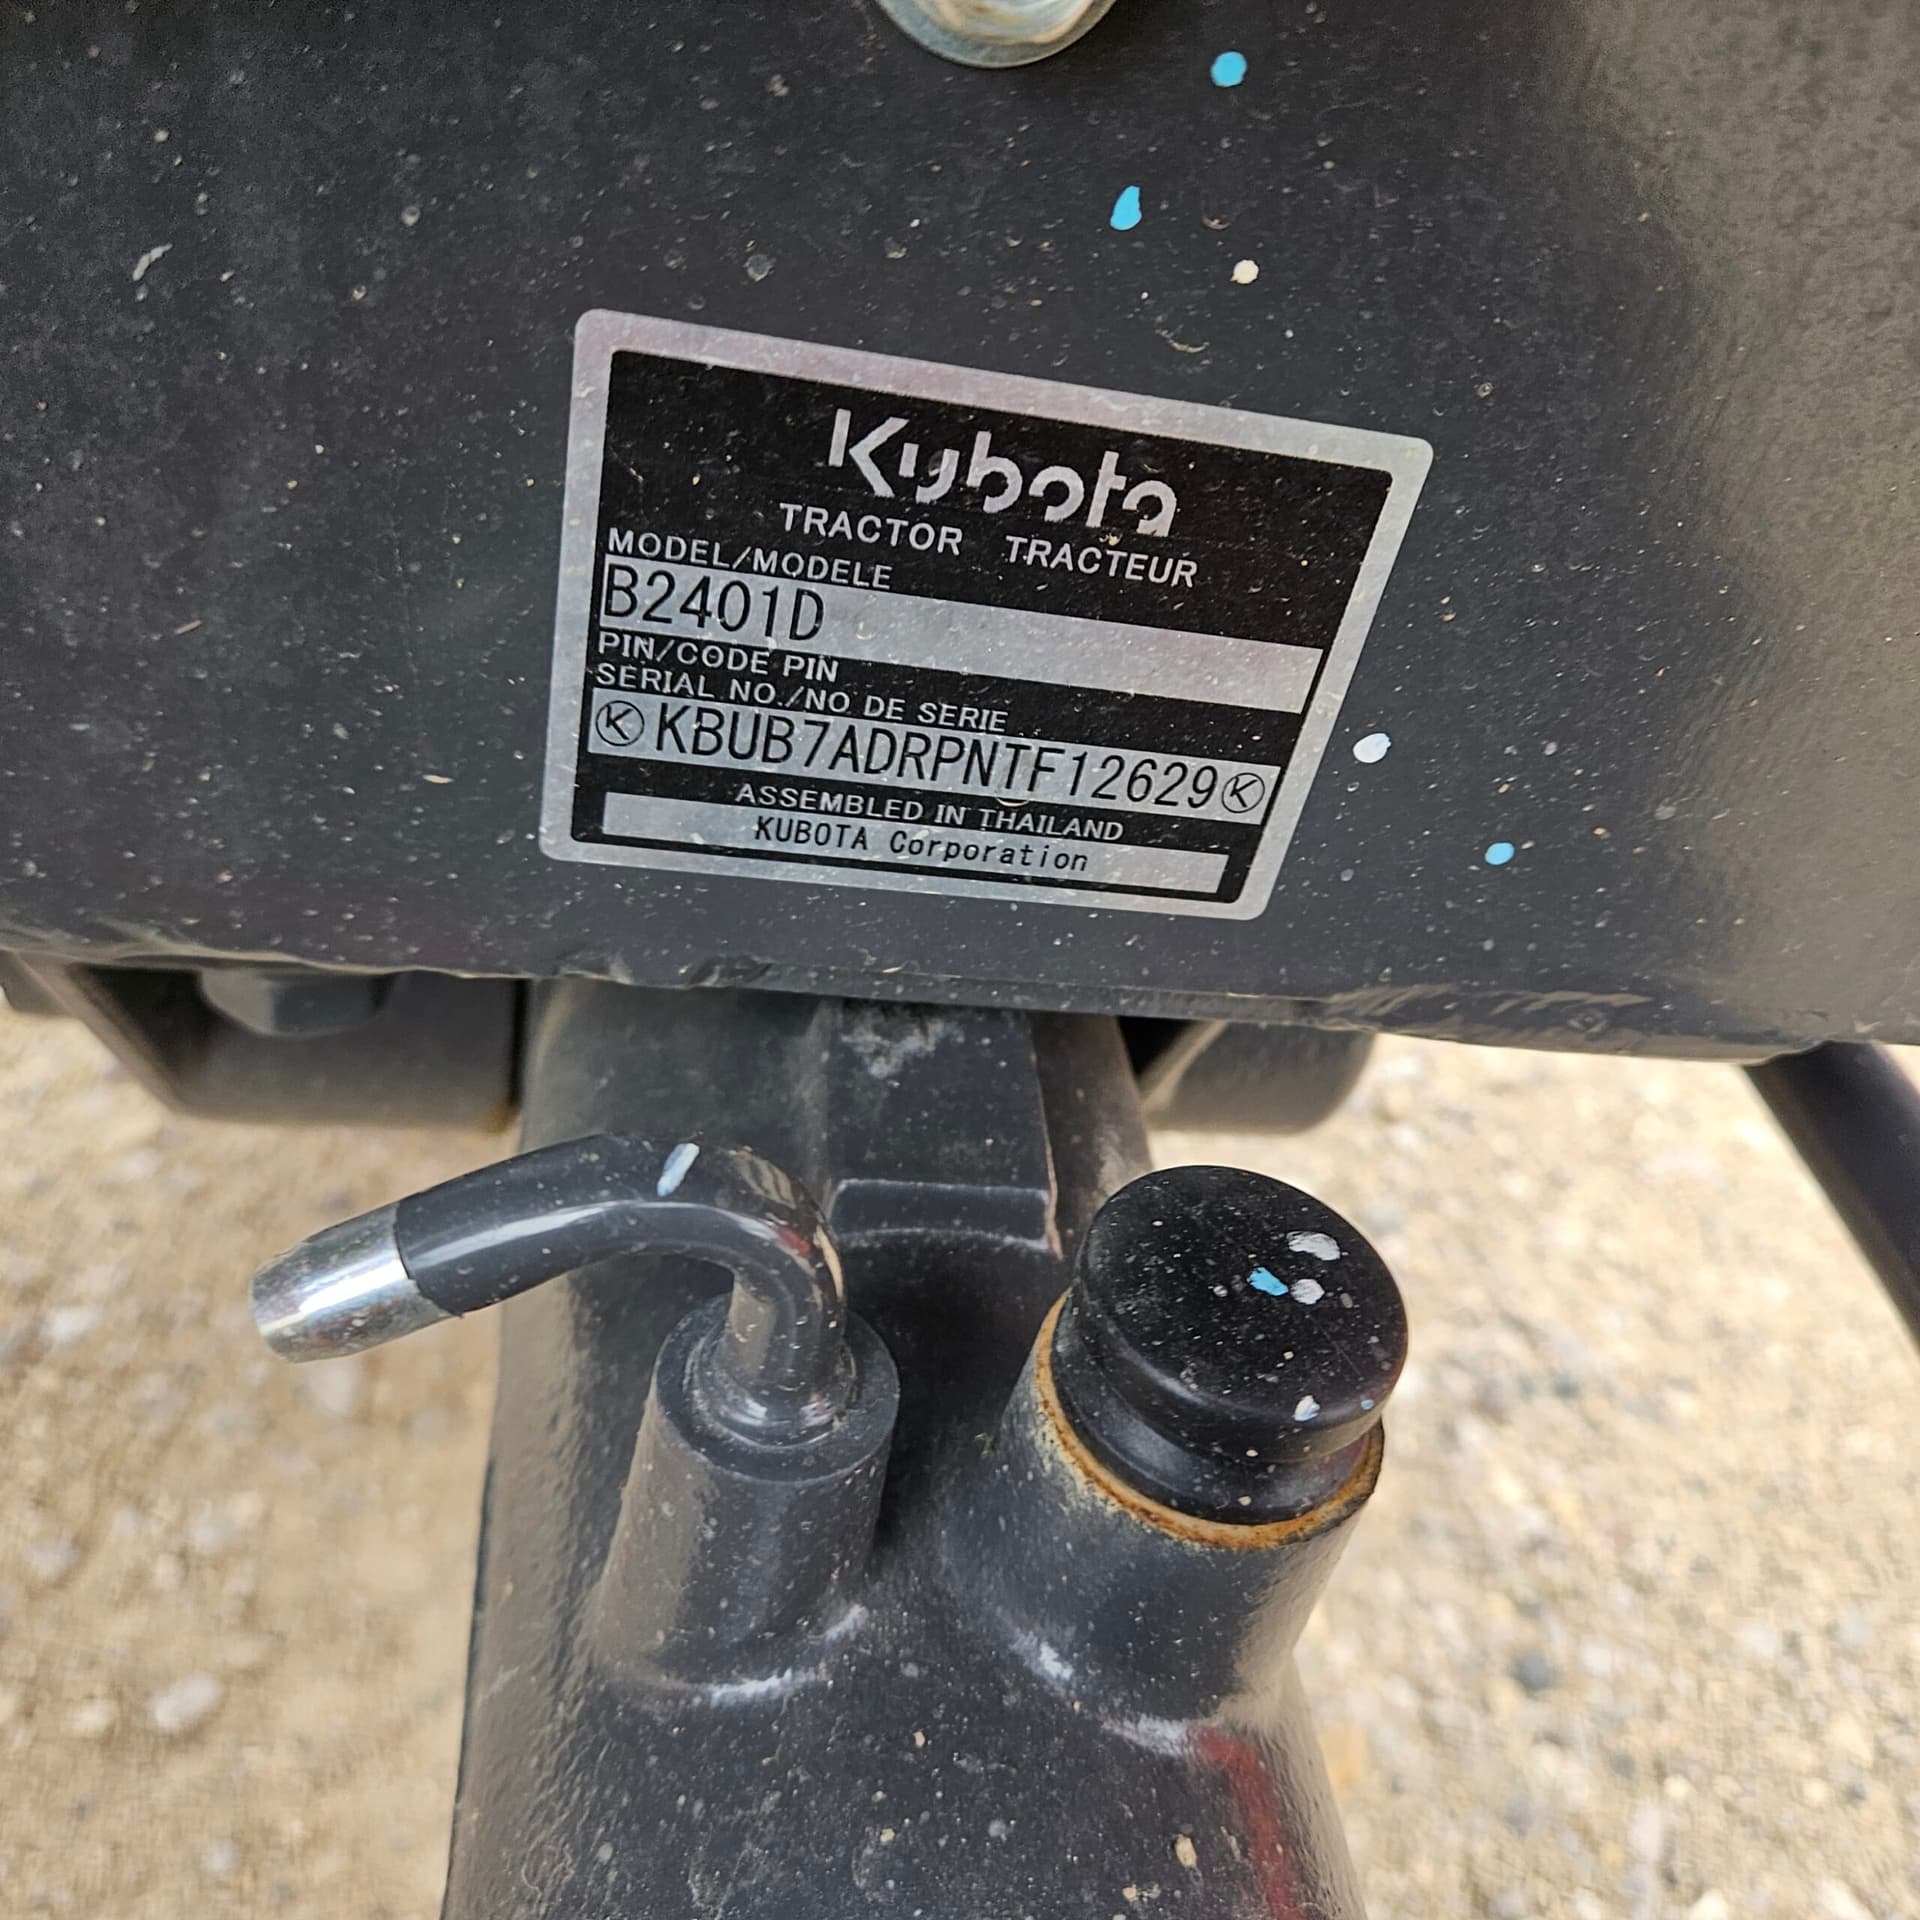 Kubota
TRACTOR TRACTEUR
MODEL/MODELE
B2401D
PIN/CODE PIN
SERIAL NO./NO DE SERIE
KBUB7ADRPNTF12629
ASSEMBLED IN THAILAND
KUBOTA Corporation